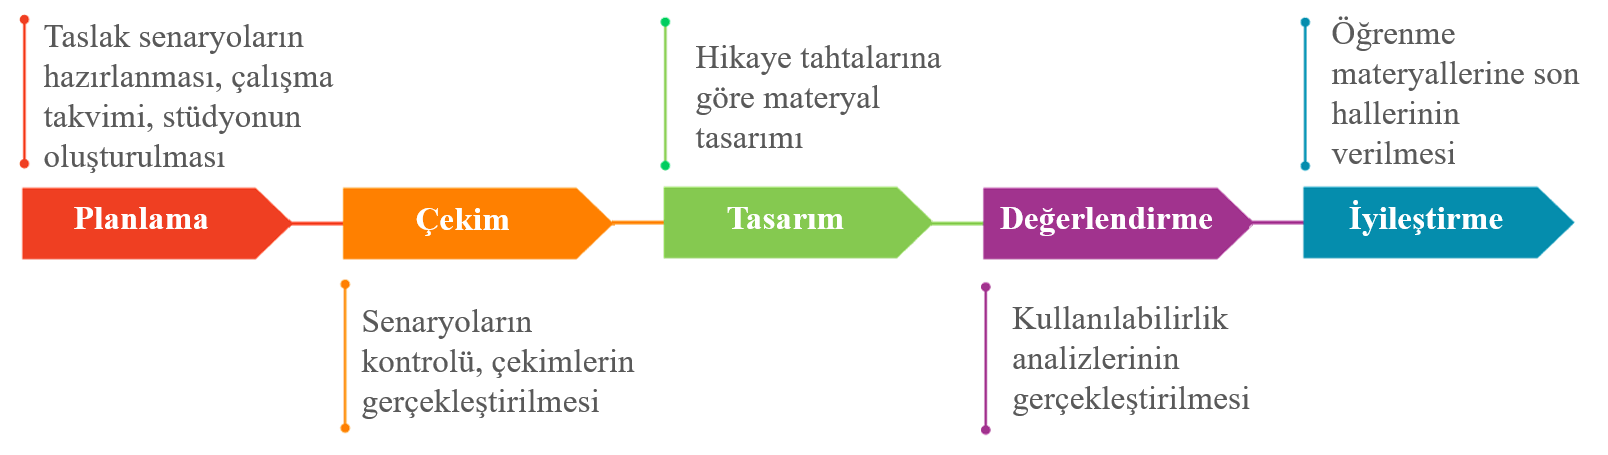 Taslak senaryoların
hazırlanması, çalışma
takvimi, stüdyonun
oluşturulması
Hikaye tahtalarına
göre materyal
tasarımı
Öğrenme
materyallerine son
hallerinin
verilmesi
Planlama
Çekim
Tasarım
Değerlendirme
İyileştirme
Senaryoların
kontrolü, çekimlerin
gerçekleştirilmesi
Kullanılabilirlik
analizlerinin
gerçekleştirilmesi